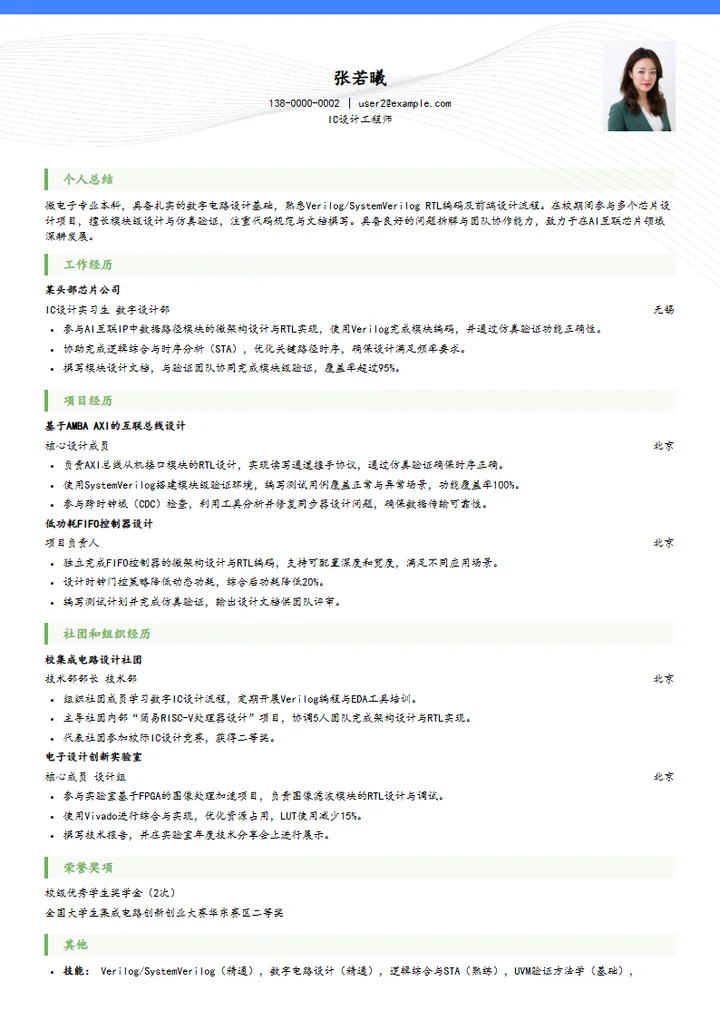 张若曦
138-0000-0002 | user2@example.com
IC设计工程师
个人总结
微电子专业本科，具备扎实的数字电路设计基础，熟悉Verilog/SystemVerilog RTL编码及前端设计流程。在校期间参与多个芯片设
计项目，擅长模块级设计与仿真验证，注重代码规范与文档撰写。具备良好的问题拆解与团队协作能力，致力于在AI互联芯片领域
深耕发展。
工作经历
某头部芯片公司
IC设计实习生 数字设计部 无锡
• 参与AI互联IP中数据路径模块的微架构设计与RTL实现，使用Verilog完成模块编码，并通过仿真验证功能正确性。
• 协助完成逻辑综合与时序分析（STA），优化关键路径时序，确保设计满足频率要求。
• 撰写模块设计文档，与验证团队协同完成模块级验证，覆盖率超过95%。
项目经历
基于AMBA AXI的互联总线设计
核心设计成员 北京
• 负责AXI总线从机接口模块的RTL设计，实现读写通道握手协议，通过仿真验证确保时序正确。
• 使用SystemVerilog搭建模块级验证环境，编写测试用例覆盖正常与异常场景，功能覆盖率100%。
• 参与跨时钟域（CDC）检查，利用工具分析并修复同步器设计问题，确保数据传输可靠性。
低功耗FIFO控制器设计
项目负责人 北京
• 独立完成FIFO控制器的微架构设计与RTL编码，支持可配置深度和宽度，满足不同应用场景。
• 设计时钟门控策略降低动态功耗，综合后功耗降低20%。
• 编写测试计划并完成仿真验证，输出设计文档供团队评审。
社团和组织经历
校集成电路设计社团
技术部部长 技术部 北京
• 组织社团成员学习数字IC设计流程，定期开展Verilog编程与EDA工具培训。
• 主导社团内部“简易RISC-V处理器设计”项目，协调5人团队完成架构设计与RTL实现。
• 代表社团参加校际IC设计竞赛，获得二等奖。
电子设计创新实验室
核心成员 设计组 北京
• 参与实验室基于FPGA的图像处理加速项目，负责图像滤波模块的RTL设计与调试。
• 使用Vivado进行综合与实现，优化资源占用，LUT使用减少15%。
• 撰写技术报告，并在实验室年度技术分享会上进行展示。
荣誉奖项
校级优秀学生奖学金（2次）
全国大学生集成电路创新创业大赛华东赛区二等奖
其他
• 技能： Verilog/SystemVerilog（精通），数字电路设计（精通），逻辑综合与STA（熟练），UVM验证方法学（基础），